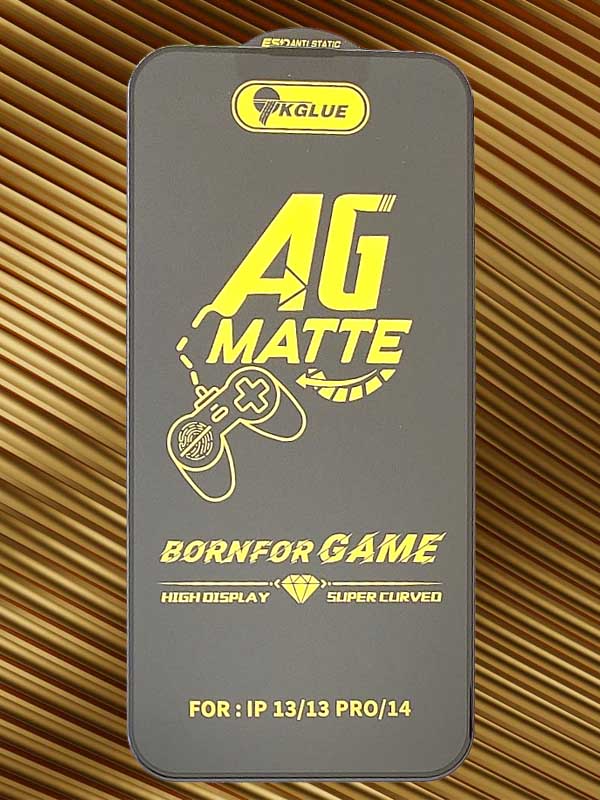 ESD ANTI STATIC
KGLUE
AG
MATTE
BORNFOR GAME
HIGH DISPLAY SUPER CURVED
FOR : IP 13/13 PRO/14